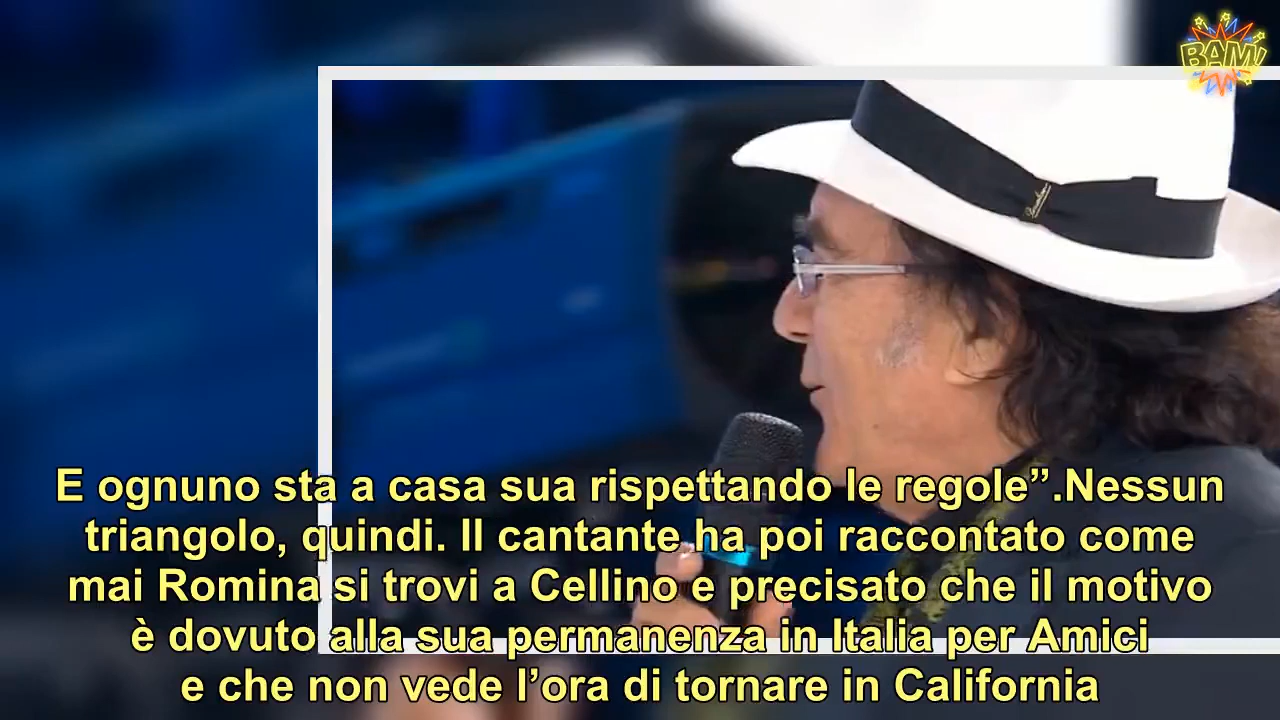 BAM!
E ognuno sta a casa sua rispettando le regole”.Nessun
triangolo, quindi. Il cantante ha poi raccontato come
mai Romina si trovi a Cellino e precisato che il motivo
è dovuto alla sua permanenza in Italia per Amici
e che non vede l’ora di tornare in California